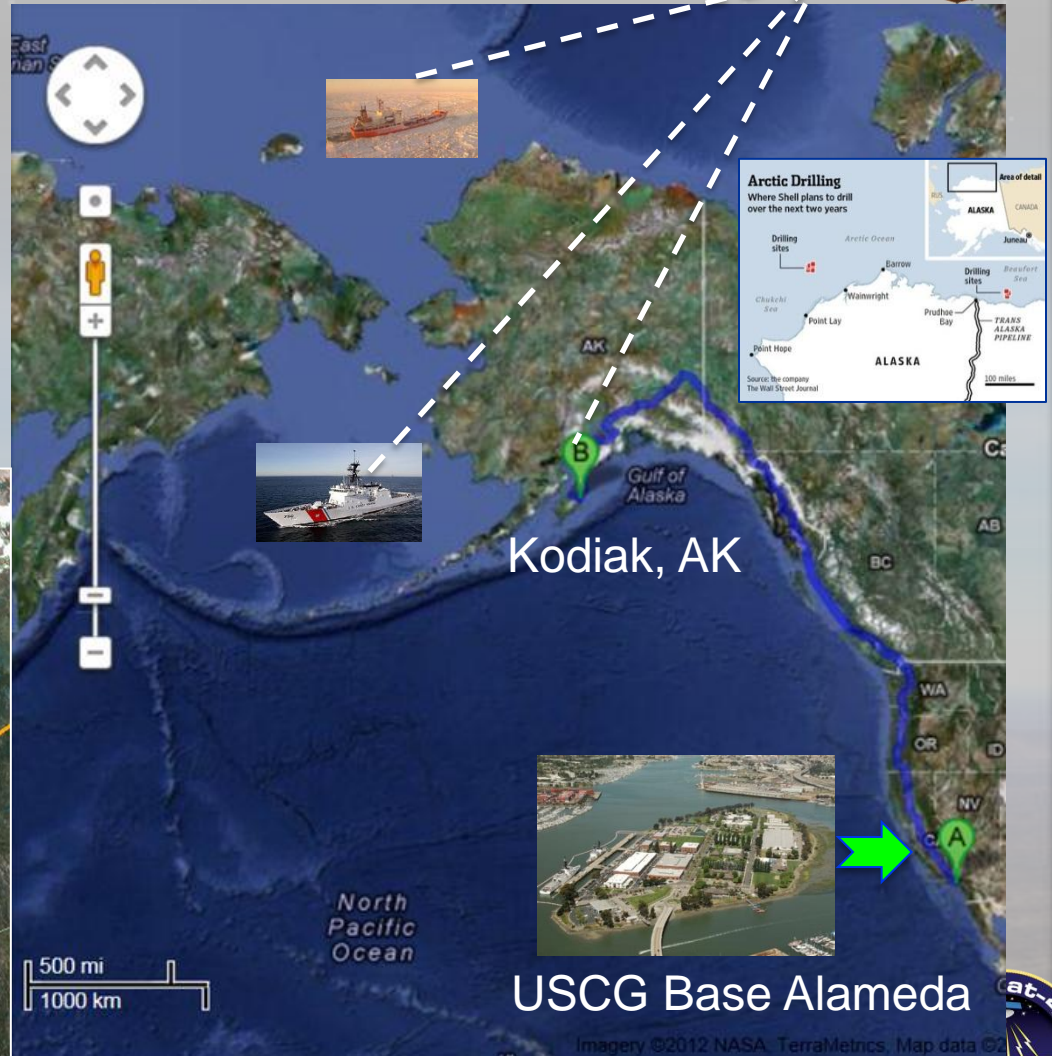 East
AK
Gulf of
Alaska
Kodiak, AK
AB
BC
WA
OR
ID
NV
B
A
North
Pacific
Ocean
500 mi
1000 km
USCG Base Alameda
Imagery ©2012 NASA, TerraMetrics, Map data
Arctic Drilling
Where Shell plans to drill
over the next two years
Area of detail
RUS.
ALASKA
CANADA
Juneau
Drilling
sites
Arctic Ocean
Barrow
Drilling
sites
Beaufort
Sea
Wainwright
Chukchi
Sea
Point Lay
Prudhoe
Bay
TRANS
ALASKA
PIPELINE
Point Hope
ALASKA
Source: the company
The Wall Street Journal
100 miles